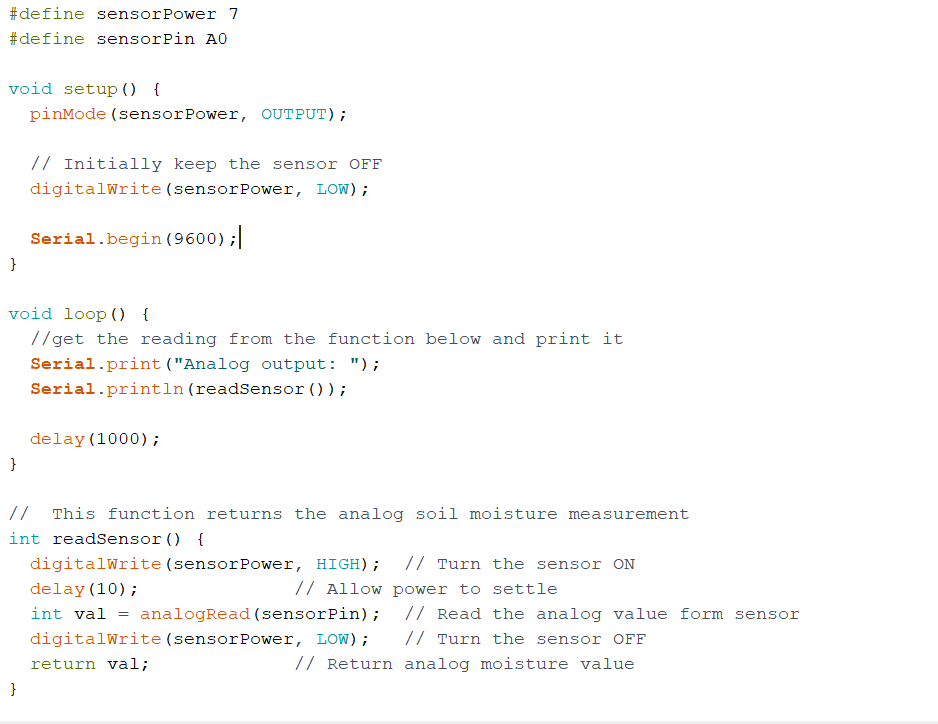 #define sensorPower 7
#define sensorPin A0

void setup() {
  pinMode(sensorPower, OUTPUT);

  // Initially keep the sensor OFF
  digitalWrite(sensorPower, LOW);

  Serial.begin(9600);
}

void loop() {
  //get the reading from the function below and print it
  Serial.print("Analog output: ");
  Serial.println(readSensor());

  delay(1000);
}

//  This function returns the analog soil moisture measurement
int readSensor() {
  digitalWrite(sensorPower, HIGH);  // Turn the sensor ON
  delay(10);              // Allow power to settle
  int val = analogRead(sensorPin);  // Read the analog value form sensor
  digitalWrite(sensorPower, LOW);   // Turn the sensor OFF
  return val;             // Return analog moisture value
}